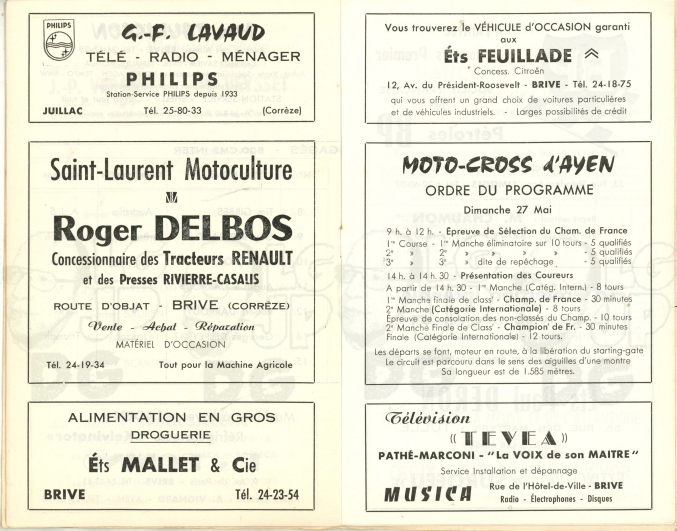 PHILIPS
G.-F. LAVAUD
TÉLÉ - RADIO - MÉNAGER
PHILIPS
Station-Service PHILIPS depuis 1933
JUILLAC Tél. 25-80-33 (Corrèze)
Saint-Laurent Motoculture
Roger DELBOS
Concessionnaire des Tracteurs RENAULT
et des Presses RIVIERRE-CASALIS
ROUTE D'OBJAT - BRIVE (CORRÈZE)
Vente - Achat - Réparation
MATÉRIEL D'OCCASION
Tél. 24-19-34 Tout pour la Machine Agricole
ALIMENTATION EN GROS
DROGUERIE
Éts MALLET & Cie
BRIVE Tél. 24-23-54
Vous trouverez le VÉHICULE d'OCCASION garanti
aux
Éts FEUILLADE
Concess. Citroën
12, Av. du Président-Roosevelt - BRIVE - Tél. 24-18-75
qui vous offrent un grand choix de voitures particulières
et de véhicules industriels. - Larges possibilités de crédit
MOTO-CROSS d'AYEN
ORDRE DU PROGRAMME
Dimanche 27 Mai
9 h. à 12 h. - Épreuve de Sélection du Cham. de France
1re Course - 1re Manche éliminatoire sur 10 tours - 5 qualifiés
2e » 2e » » » - 5 qualifiés
3e » 3e » dite de repechage - 5 qualifiés
14 h. à 14 h. 30 - Présentation des Coureurs
A partir de 14 h. 30 - 1re Manche (Catég. Intern.) - 8 tours
1re Manche finale de class' - Champ. de France - 30 minutes
2e Manche (Catégorie Internationale) - 8 tours
Épreuve de consolation des non-classés du Champ. - 10 tours
2e Manche Finale de Class' - Champion' de Fr. - 30 minutes
Finale (Catégorie Internationale) - 12 tours.
Les départs se font, moteur en route, à la libération du starting-gate
Le circuit est parcouru dans le sens des aiguilles d'une montre
Sa longueur est de 1.585 mètres.
Télévision
« TEVEA »
PATHÉ-MARCONI - "La VOIX de son MAITRE"
Service Installation et dépannage
MUSICA Rue de l'Hôtel-de-Ville - BRIVE
Radio - Électrophones - Disques